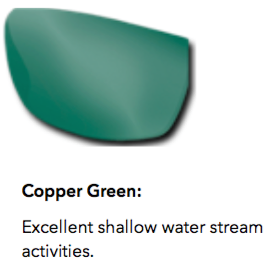 Copper Green:
Excellent shallow water stream
activities.